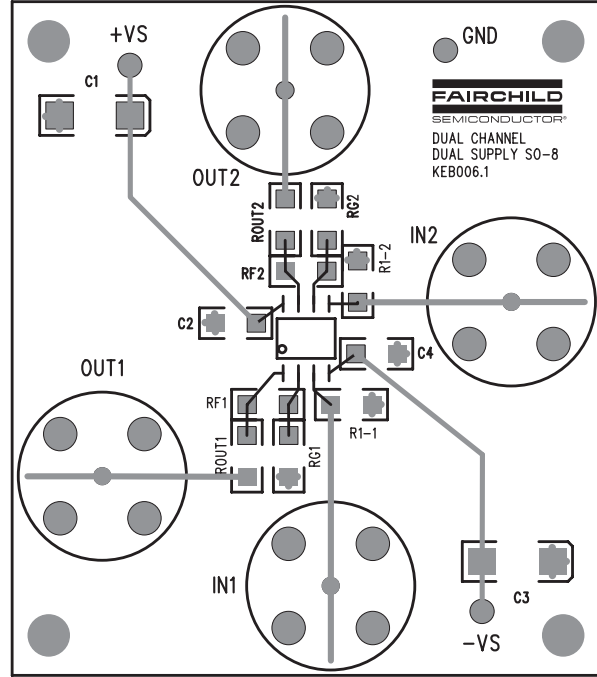 +VS
GND
C1
FAIRCHILD
SEMICONDUCTOR®
DUAL CHANNEL
DUAL SUPPLY SO-8
KEB006.1
OUT2
ROUT2
RG2
IN2
R1-2
RF2
C2
C4
OUT1
RF1
ROUT1
RG1
R1-1
IN1
C3
-VS